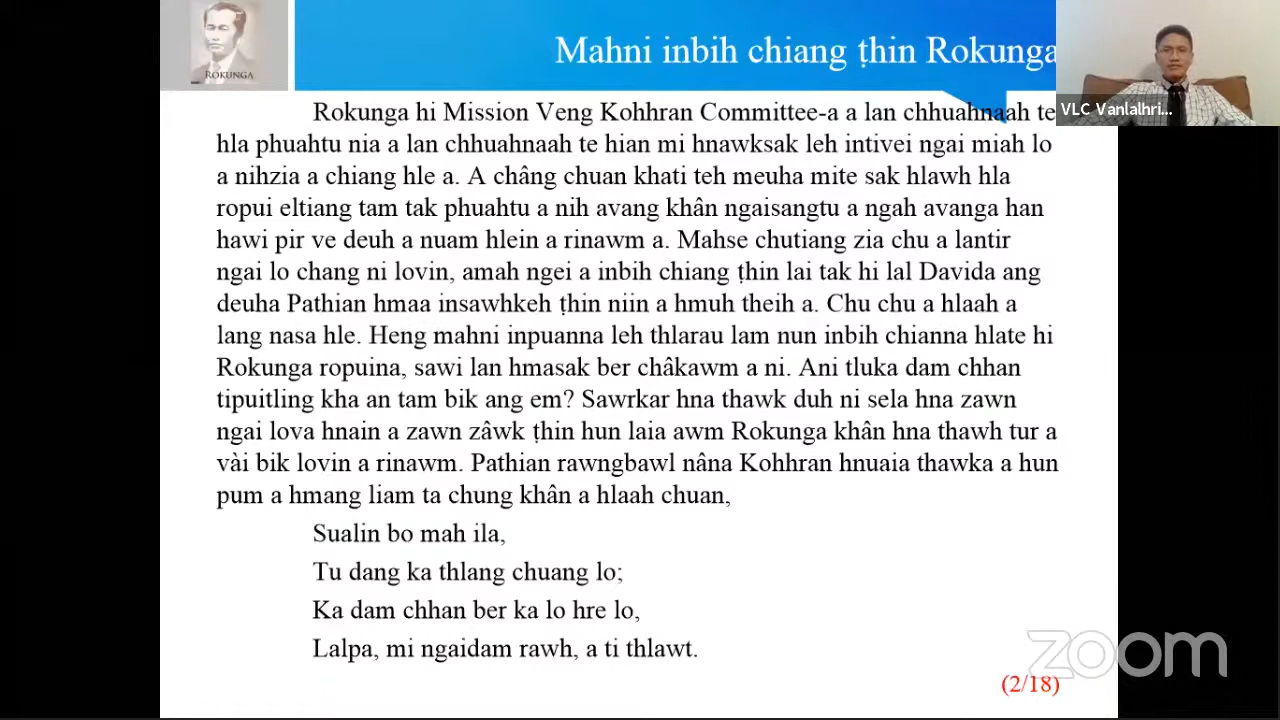 ROKUNGA
Mahni inbih chiang ṭhin Rokunga
VLC Vanlalhri...
Rokunga hi Mission Veng Kohhran Committee-a a lan chhuahnaah te
hla phuahtu nia a lan chhuahnaah te hian mi hnawksak leh intivei ngai miah lo
a nihzia a chiang hle a. A châng chuan khati teh meuha mite sak hlawh hla
ropui eltiang tam tak phuahtu a nih avang khân ngaisangtu a ngah avanga han
hawi pir ve deuh a nuam hlein a rinawm a. Mahse chutiang zia chu a lantir
ngai lo chang ni lovin, amah ngei a inbih chiang ṭhin lai tak hi lal Davida ang
deuha Pathian hmaa insawhkeh ṭhin niin a hmuh theih a. Chu chu a hlaah a
lang nasa hle. Heng mahni inpuanna leh thlarau lam nun inbih chianna hlate hi
Rokunga ropuina, sawi lan hmasak ber châkawm a ni. Ani tluka dam chhan
tipuitling kha an tam bik ang em? Sawrkar hna thawk duh ni sela hna zawn
ngai lova hnain a zawn zâwk ṭhin hun laia awm Rokunga khân hna thawh tur a
vài bik lovin a rinawm. Pathian rawngbawl nâna Kohhran hnuaia thawka a hun
pum a hmang liam ta chung khân a hlaah chuan,
Sualin bo mah ila,
Tu dang ka thlang chuang lo;
Ka dam chhan ber ka lo hre lo,
Lalpa, mi ngaidam rawh, a ti thlawt.
zoom
(2/18)